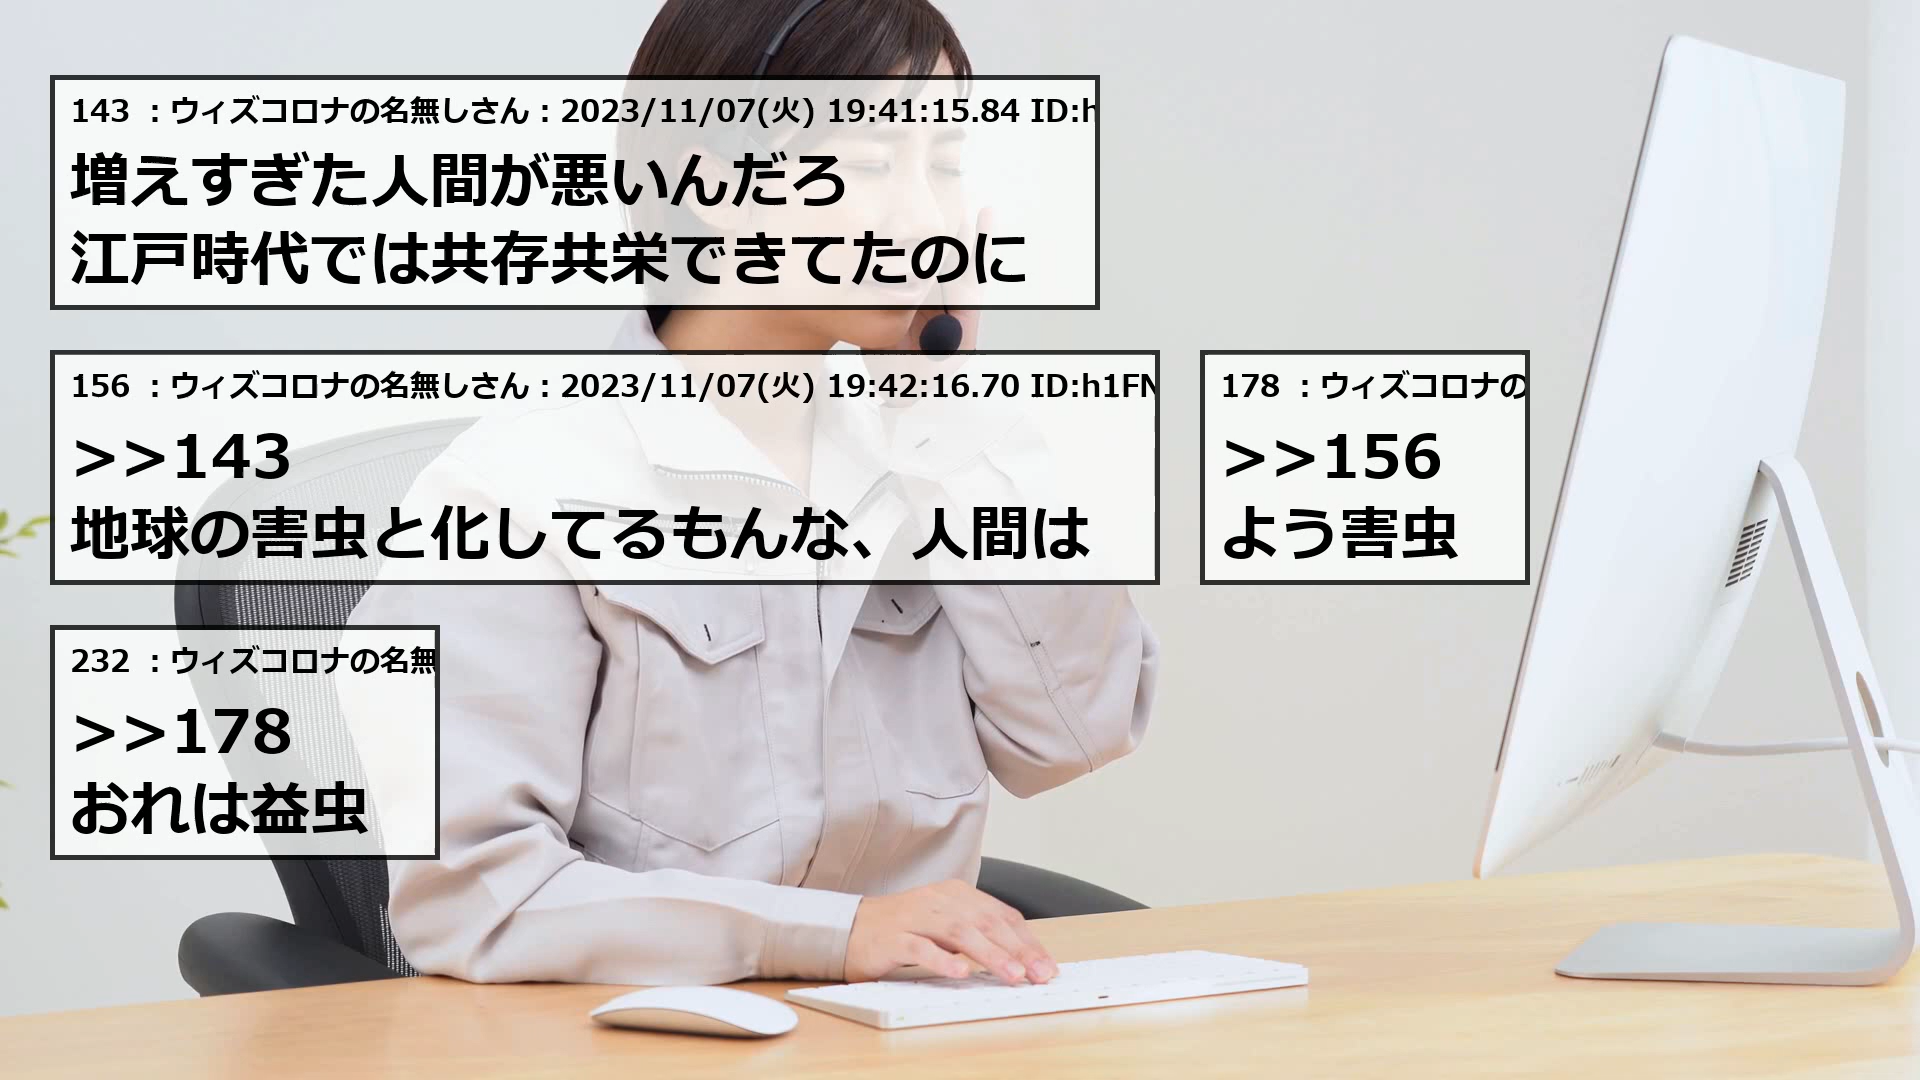 143 ：ウィズコロナの名無しさん：2023/11/07(火) 19:41:15.84 ID:h
増えすぎた人間が悪いんだろ
江戸時代では共存共栄できてたのに
156 ：ウィズコロナの名無しさん：2023/11/07(火) 19:42:16.70 ID:h1FN
>>143
地球の害虫と化してるもんな、人間は
178 ：ウィズコロナの
>>156
よう害虫
232 ：ウィズコロナの名無
>>178
おれは益虫